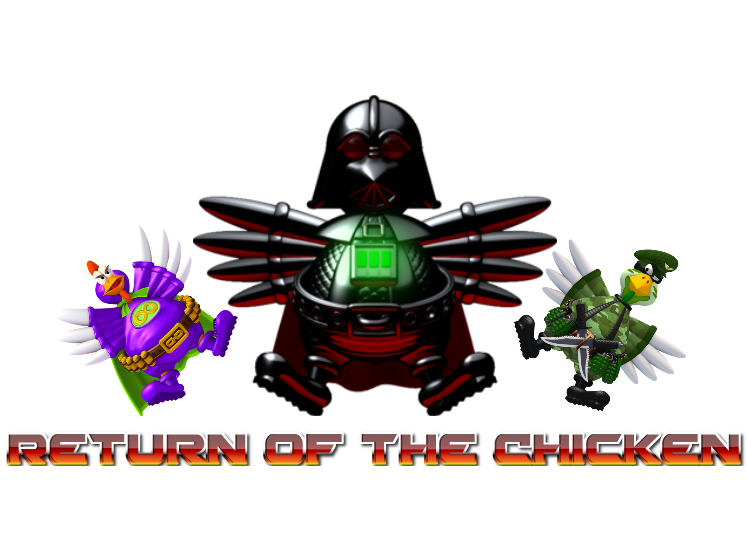 RETURN OF THE CHICKEN